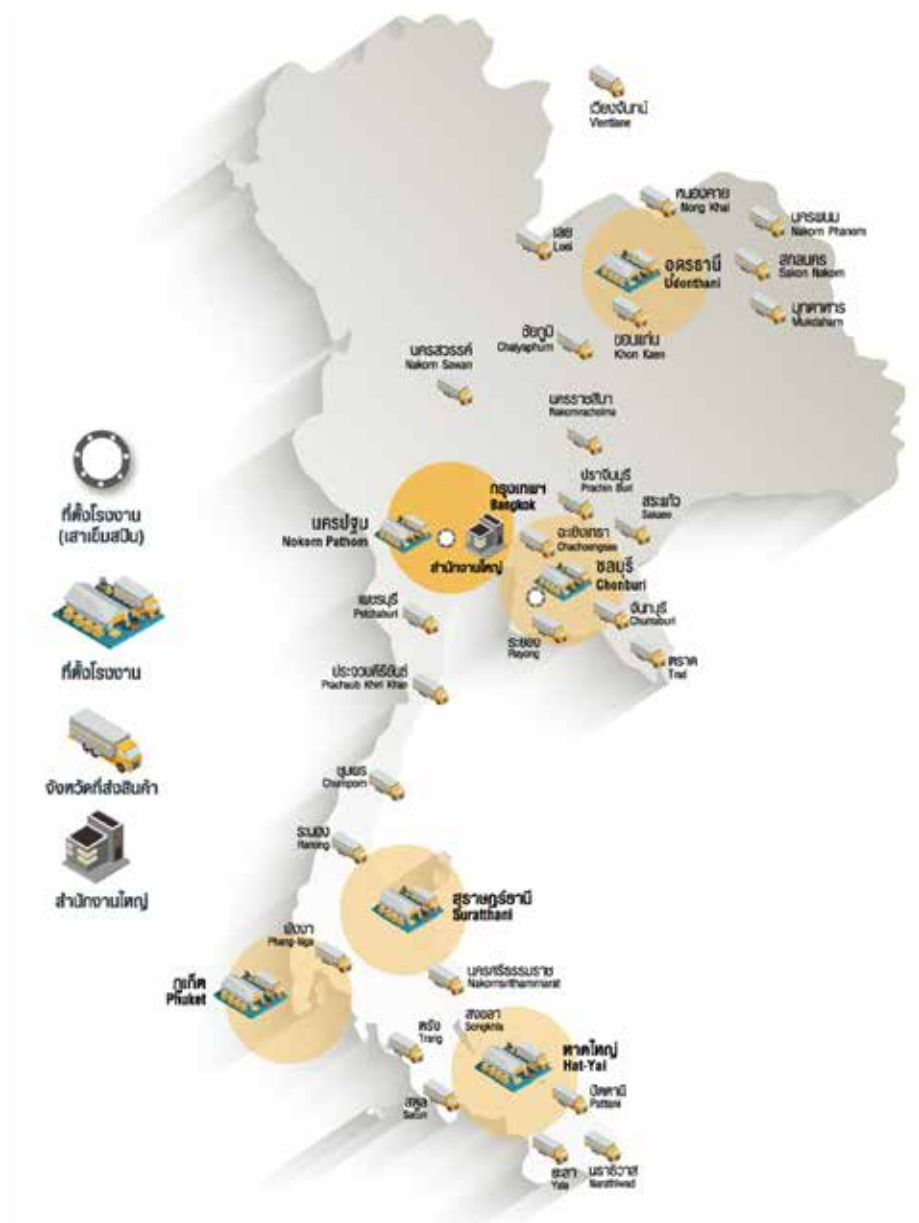 เวียงจันทน์
Vientiane
หนองคาย
Nong Khai
นครพนม
Nakorn Phanom
เลย
Loei
อุดรธานี
Udonthani
สกลนคร
Sakon Nakorn
มุกดาหาร
Mukdaharn
ขอนแก่น
Khon Kaen
ชัยภูมิ
Chaiyaphum
นครสวรรค์
Nakorn Sawan
นครราชสีมา
Nakornrachsima
ปราจีนบุรี
Prachin Buri
สระแก้ว
กรุงเทพฯ
Bangkok
นครปฐม
Nokorn Pathom
สำนักงานใหญ่
ฉะเชิงเทรา
Chachoengsao
ชลบุรี
Chonburi
ที่ตั้งโรงงาน
(เสาเข็มสปัน)
เพชรบุรี
Petchaburi
จันทบุรี
Chuntaburi
ระยอง
Rayong
ตราด
Trad
ที่ตั้งโรงงาน
ประจวบคีรีขันธ์
Prachaub Khiri Khan
จังหวัดที่ส่งสินค้า
ชุมพร
Chumporn
ระนอง
Ranong
สำนักงานใหญ่
สุราษฎร์ธานี
Suratthani
พังงา
Phang-Nga
ภูเก็ต
Phuket
นครศรีธรรมราช
Nakornsrithammarat
สงขลา
Songkhla
ตรัง
Trang
หาดใหญ่
Hat-Yai
สตูล
Satun
ปัตตานี
Pattani
ยะลา
Yala
นราธิวาส
Narathiwad